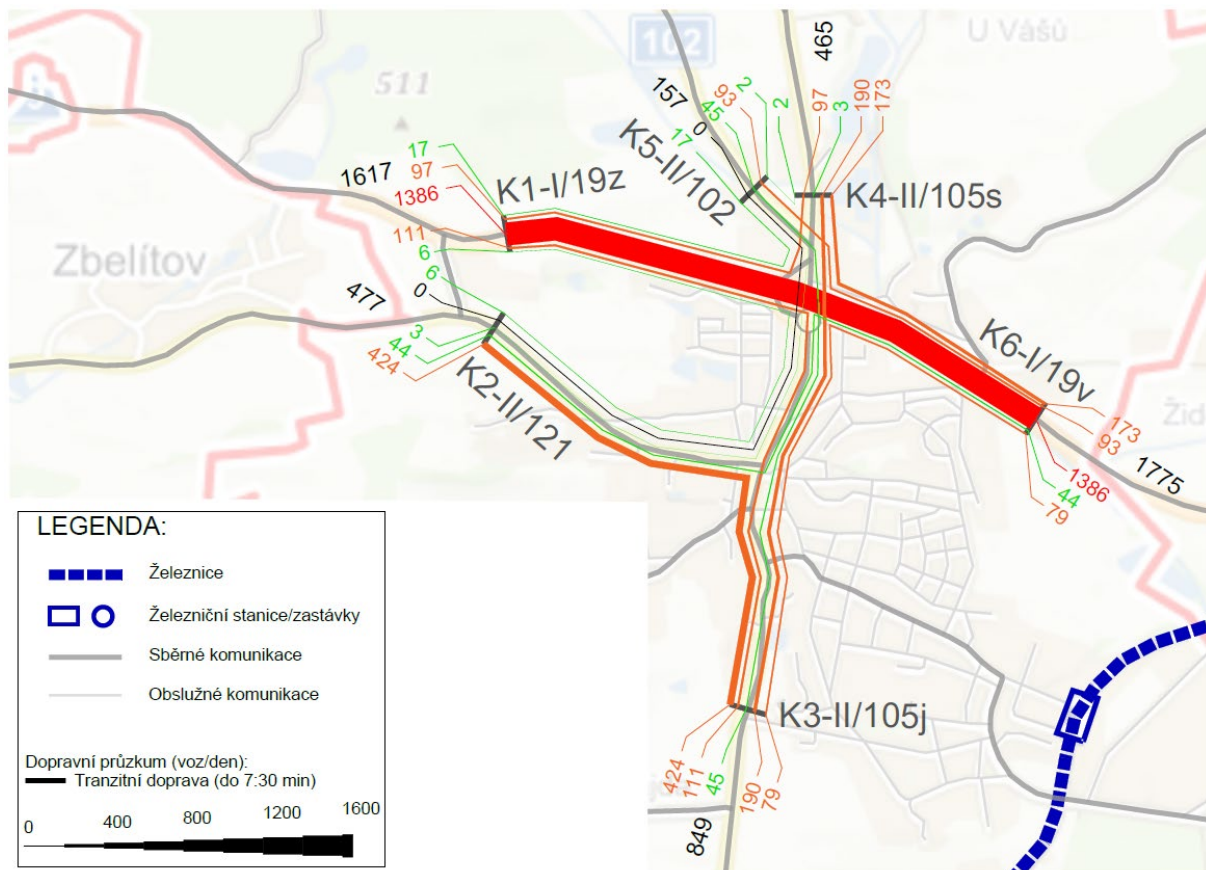 U Vášů
102
511
Zbelítov
Žid
465
157
0
45
93
2
17
2
97
3
190
173
K5-II/102
K4-II/105s
1617
17
97
1386
111
6
K1-I/19z
477
0
6
3
44
424
K2-II/121
K6-I/19v
173
93
1386
44
79
1775
K3-II/105j
424
111
45
190
79
849
LEGENDA:
Železnice
Železniční stanice/zastávky
Sběrné komunikace
Obslužné komunikace
Dopravní průzkum (voz/den):
Tranzitní doprava (do 7:30 min)
0 400 800 1200 1600